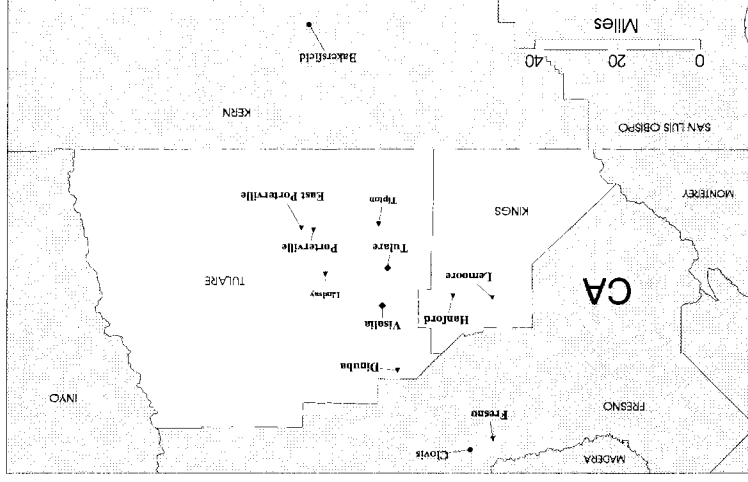 MADERA
Clovis
Fresno
FRESNO
INYO
Dinuba
Visalia
Hanford
Lemoore
CA
Lindsay
TULARE
Tulare
Porterville
KINGS
Tipton
East Porterville
MONTEREY
SAN LUIS OBISPO
KERN
Bakersfield
0 20 40
Miles